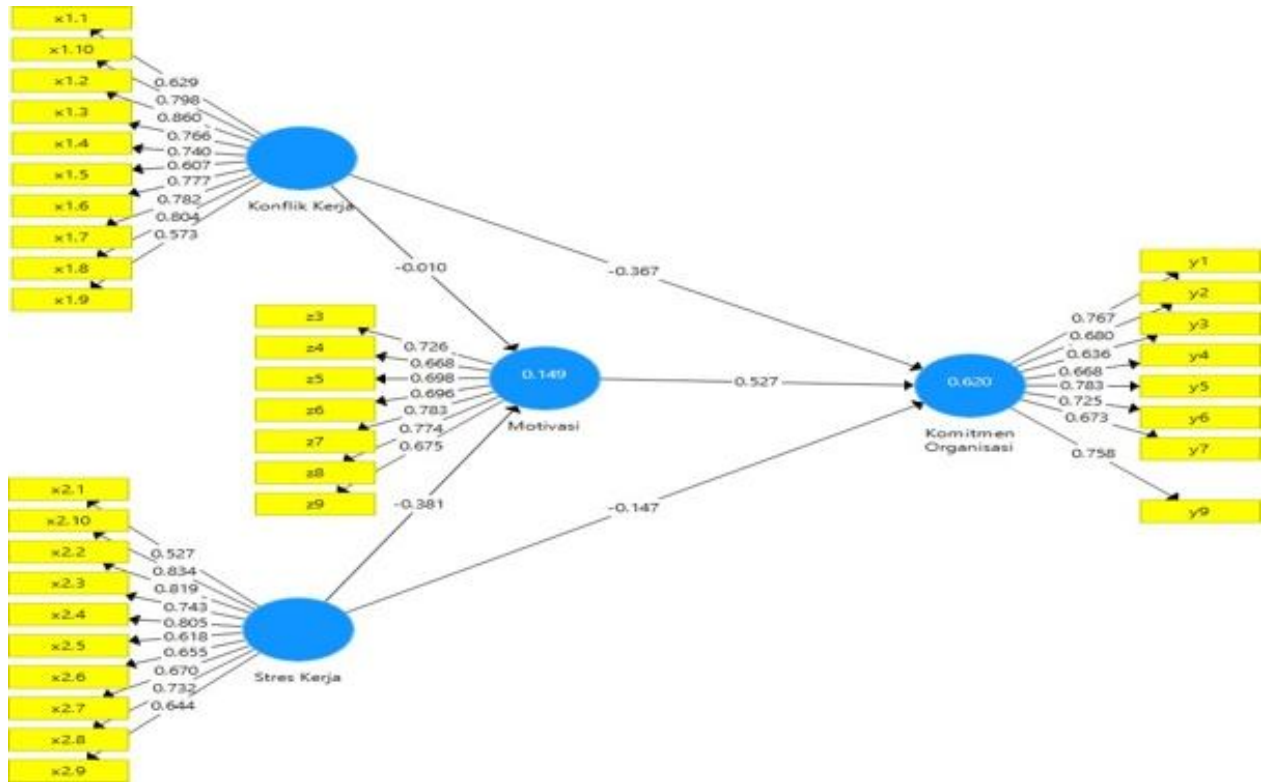 x1.1
x1.10
x1.2
x1.3
x1.4
x1.5
x1.6
x1.7
x1.8
x1.9
0.629
0.798
0.860
0.766
0.740
0.607
0.777
0.782
0.804
0.573
Konflik Kerja
-0.010
-0.367
z3
z4
z5
z6
z7
z8
z9
0.726
0.668
0.698
0.696
0.783
0.774
0.675
0.149
Motivasi
0.527
-0.381
-0.147
x2.1
x2.10
x2.2
x2.3
x2.4
x2.5
x2.6
x2.7
x2.8
x2.9
0.527
0.834
0.819
0.743
0.805
0.618
0.655
0.670
0.732
0.644
Stres Kerja
0.620
Komitmen
Organisasi
0.767
0.680
0.636
0.668
0.783
0.725
0.673
0.758
y1
y2
y3
y4
y5
y6
y7
y9